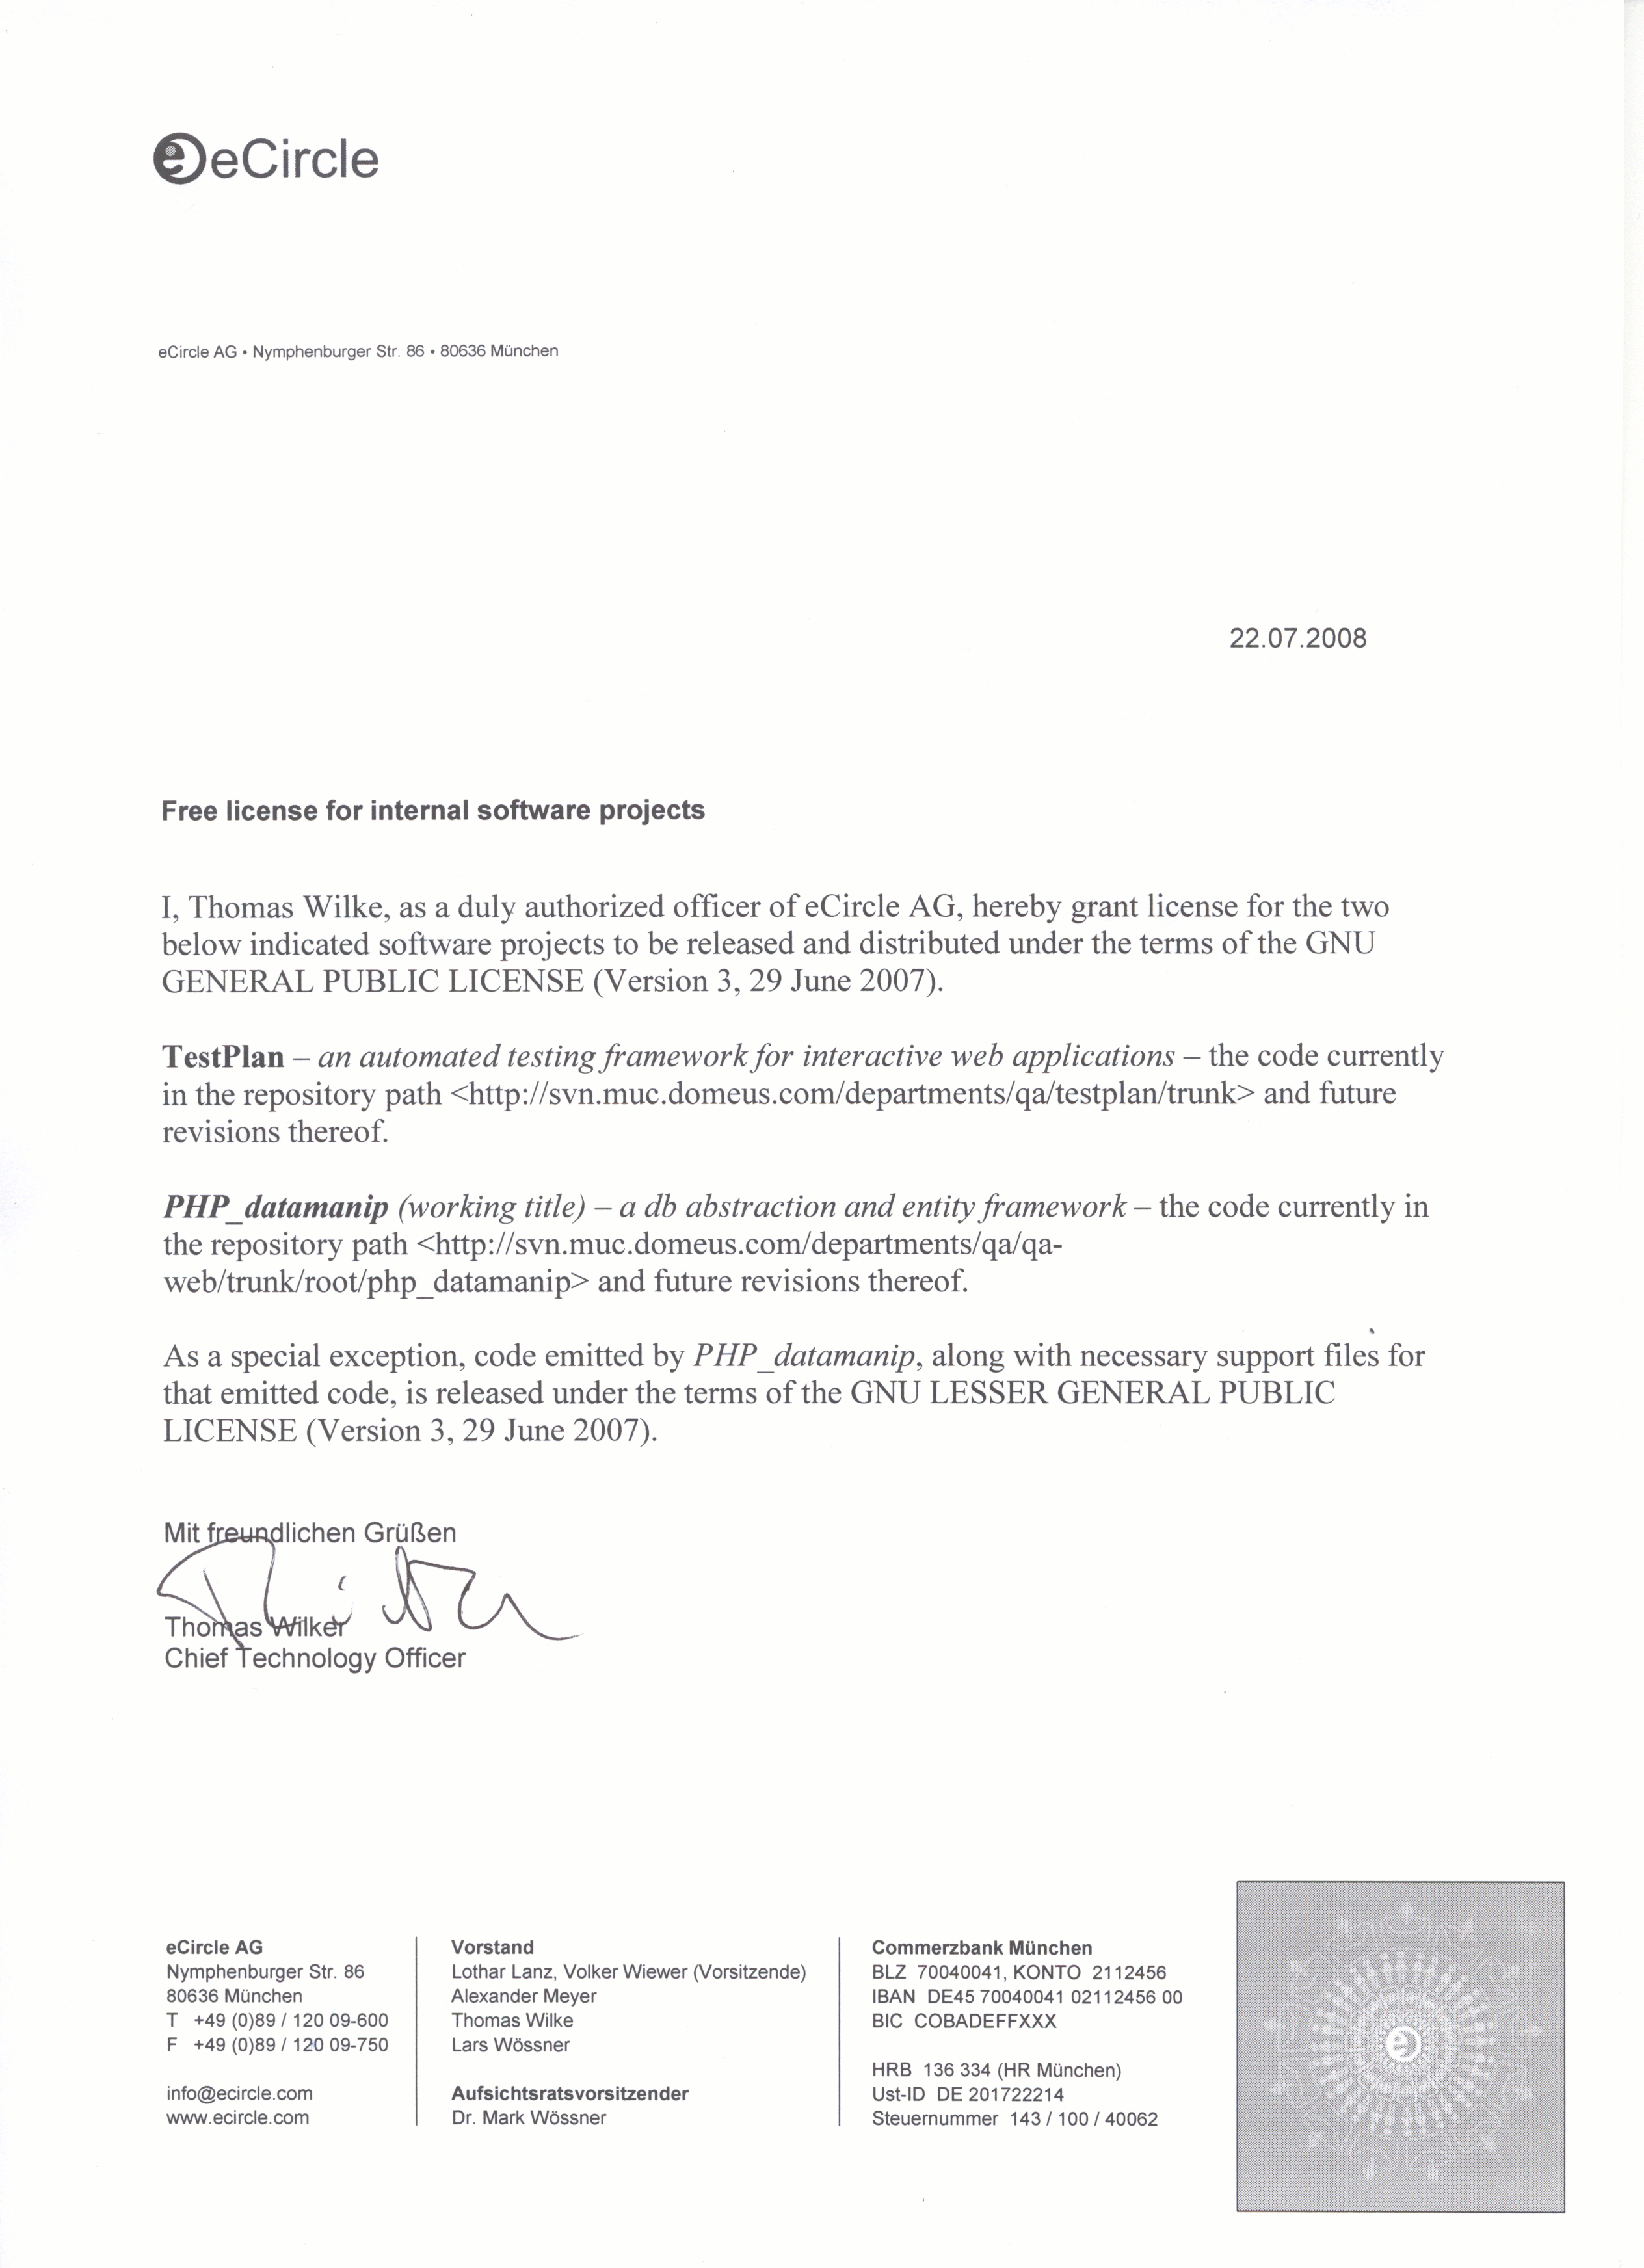 eCircle
eCircle AG • Nymphenburger Str. 86 • 80636 München
22.07.2008
Free license for internal software projects
I, Thomas Wilke, as a duly authorized officer of eCircle AG, hereby grant license for the two
below indicated software projects to be released and distributed under the terms of the GNU
GENERAL PUBLIC LICENSE (Version 3, 29 June 2007).
TestPlan – an automated testing framework for interactive web applications – the code currently
in the repository path <http://svn.muc.domeus.com/departments/qa/testplan/trunk> and future
revisions thereof.
PHP_datamanip (working title) – a db abstraction and entity framework – the code currently in
the repository path <http://svn.muc.domeus.com/departments/qa/qa-
web/trunk/root/php_datamanip> and future revisions thereof.
As a special exception, code emitted by PHP_datamanip, along with necessary support files for
that emitted code, is released under the terms of the GNU LESSER GENERAL PUBLIC
LICENSE (Version 3, 29 June 2007).
Mit freundlichen Grüßen
Thomas Wilker
Chief Technology Officer
eCircle AG
Nymphenburger Str. 86
80636 München
T +49 (0)89 / 120 09-600
F +49 (0)89 / 120 09-750
info@ecircle.com
www.ecircle.com
Vorstand
Lothar Lanz, Volker Wiewer (Vorsitzende)
Alexander Meyer
Thomas Wilke
Lars Wössner
Aufsichtsratsvorsitzender
Dr. Mark Wössner
Commerzbank München
BLZ 70040041, KONTO 2112456
IBAN DE45 70040041 02112456 00
BIC COBADEFFXXX
HRB 136 334 (HR München)
Ust-ID DE 201722214
Steuernummer 143 / 100 / 40062